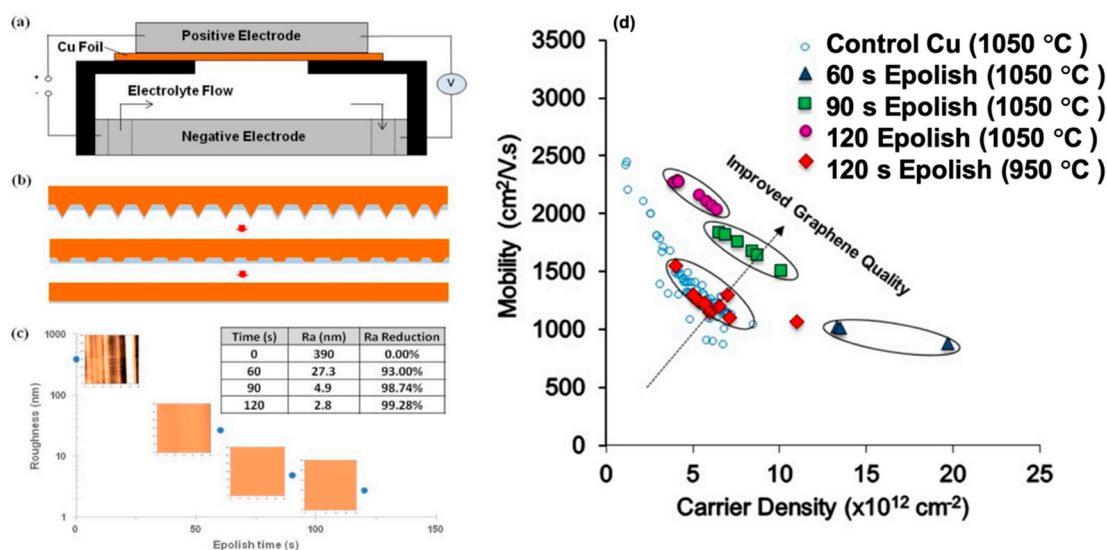 (a)
Positive Electrode
Cu Foil
+
-
Electrolyte Flow
V
Negative Electrode
(b)
(c)
Roughness (nm)
1000
100
10
1
0
50
100
150
Epolish time (s)
Time (s) Ra (nm) Ra Reduction
0 390 0.00%
60 27.3 93.00%
90 4.9 98.74%
120 2.8 99.28%
(d)
Control Cu (1050 °C)
60 s Epolish (1050 °C)
90 s Epolish (1050 °C)
120 Epolish (1050 °C)
120 s Epolish (950 °C)
Improved Graphene Quality
Mobility (cm²/V.s)
3500
3000
2500
2000
1500
1000
500
0
0 5 10 15 20 25
Carrier Density (x10¹² cm⁻²)